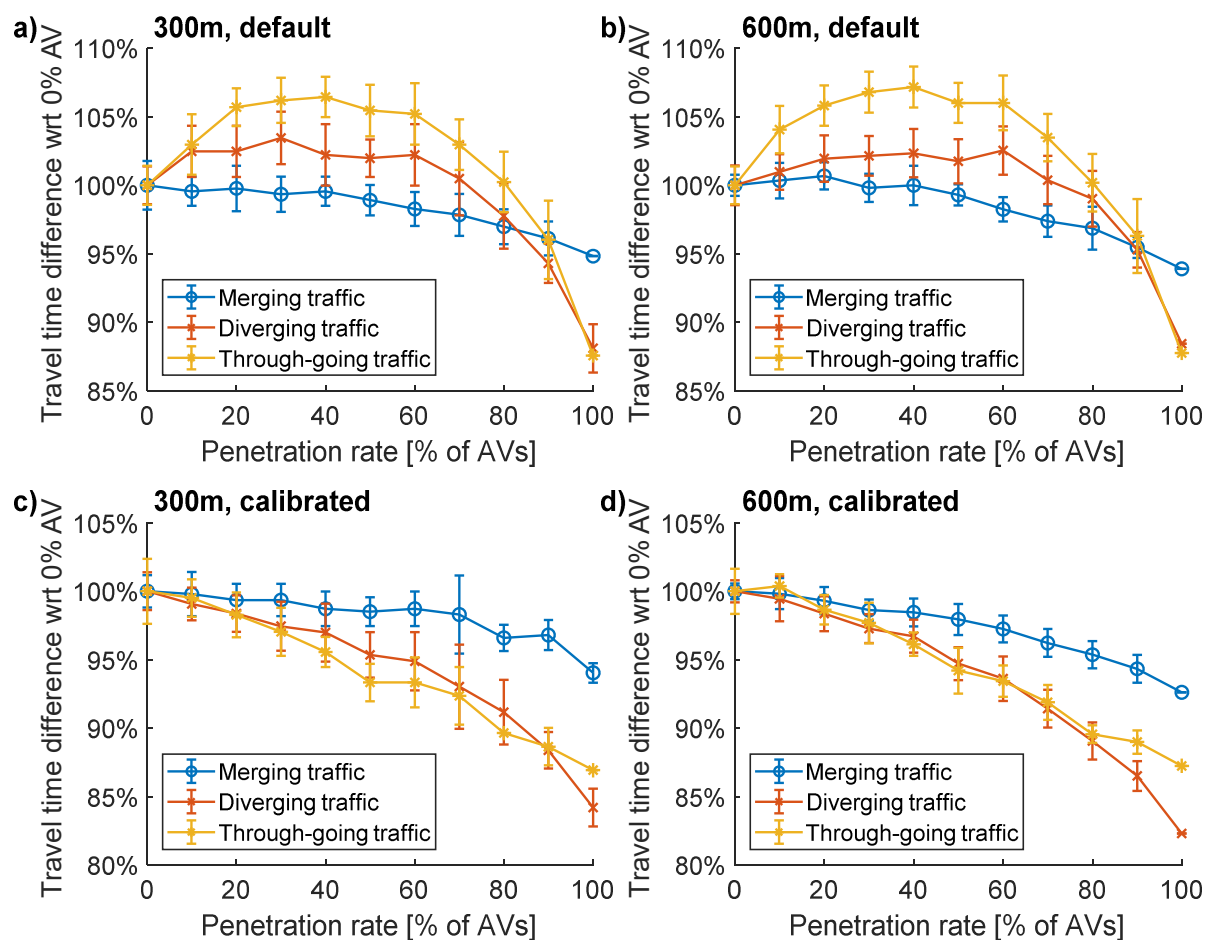 a) 300m, default
Travel time difference wrt 0% AV
110%
105%
100%
95%
90%
85%
Merging traffic
Diverging traffic
Through-going traffic
0 20 40 60 80 100
Penetration rate [% of AVs]
b) 600m, default
Travel time difference wrt 0% AV
110%
105%
100%
95%
90%
85%
Merging traffic
Diverging traffic
Through-going traffic
0 20 40 60 80 100
Penetration rate [% of AVs]
c) 300m, calibrated
Travel time difference wrt 0% AV
105%
100%
95%
90%
85%
80%
Merging traffic
Diverging traffic
Through-going traffic
0 20 40 60 80 100
Penetration rate [% of AVs]
d) 600m, calibrated
Travel time difference wrt 0% AV
105%
100%
95%
90%
85%
80%
Merging traffic
Diverging traffic
Through-going traffic
0 20 40 60 80 100
Penetration rate [% of AVs]